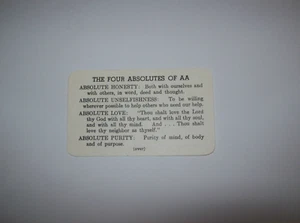 THE FOUR ABSOLUTES OF AA
ABSOLUTE HONESTY: Both with ourselves and
with others, in word, deed and thought.
ABSOLUTE UNSELFISHNESS: To be willing
wherever possible to help others who need our help.
ABSOLUTE LOVE: "Thou shalt love the Lord
thy God with all thy heart, and with all thy soul,
and with all thy mind. And . . . Thou shalt
love thy neighbor as thyself."
ABSOLUTE PURITY: Purity of mind, of body
and of purpose.
(over)